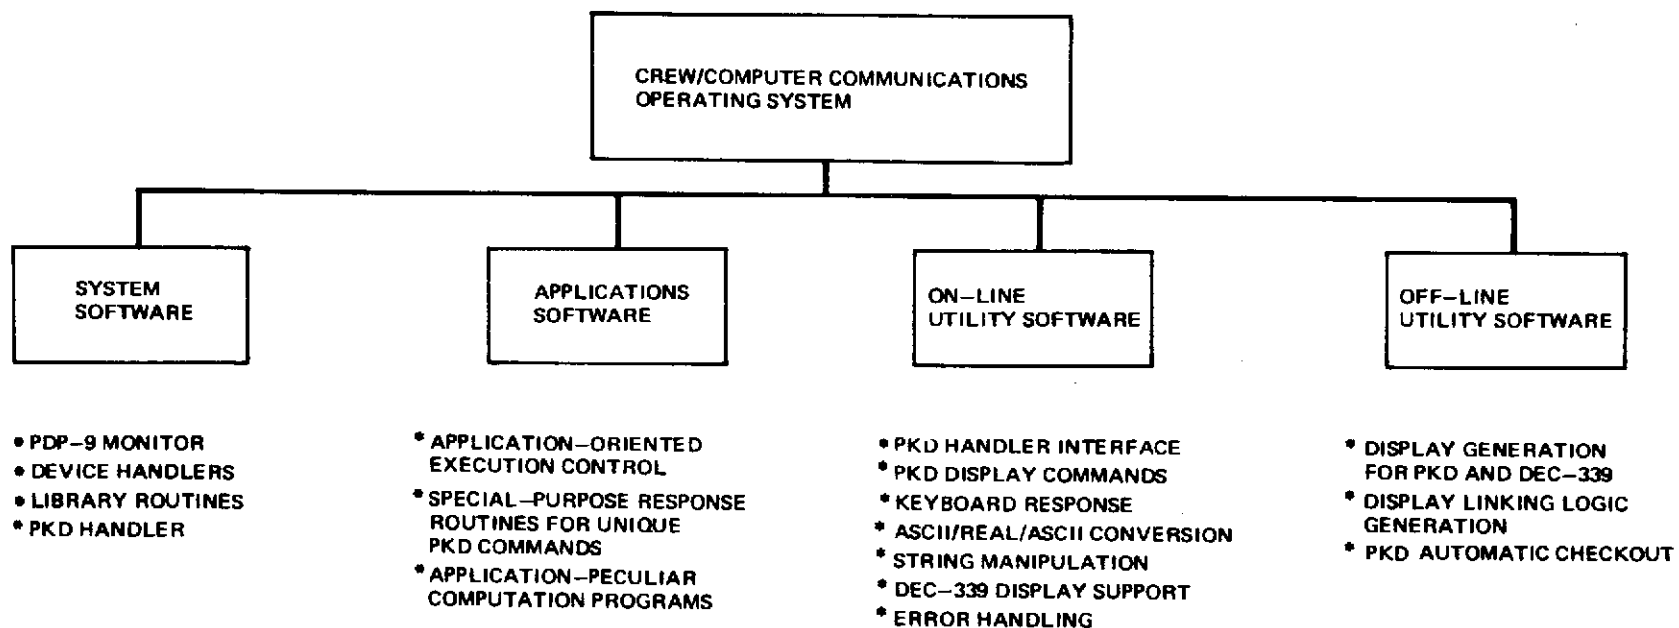 CREW/COMPUTER COMMUNICATIONS
OPERATING SYSTEM
SYSTEM
SOFTWARE
APPLICATIONS
SOFTWARE
ON–LINE
UTILITY SOFTWARE
OFF–LINE
UTILITY SOFTWARE
• PDP–9 MONITOR
• DEVICE HANDLERS
• LIBRARY ROUTINES
* PKD HANDLER
* APPLICATION–ORIENTED
EXECUTION CONTROL
* SPECIAL–PURPOSE RESPONSE
ROUTINES FOR UNIQUE
PKD COMMANDS
* APPLICATION–PECULIAR
COMPUTATION PROGRAMS
* PKD HANDLER INTERFACE
* PKD DISPLAY COMMANDS
* KEYBOARD RESPONSE
* ASCII/REAL/ASCII CONVERSION
* STRING MANIPULATION
* DEC–339 DISPLAY SUPPORT
* ERROR HANDLING
* DISPLAY GENERATION
FOR PKD AND DEC–339
* DISPLAY LINKING LOGIC
GENERATION
* PKD AUTOMATIC CHECKOUT